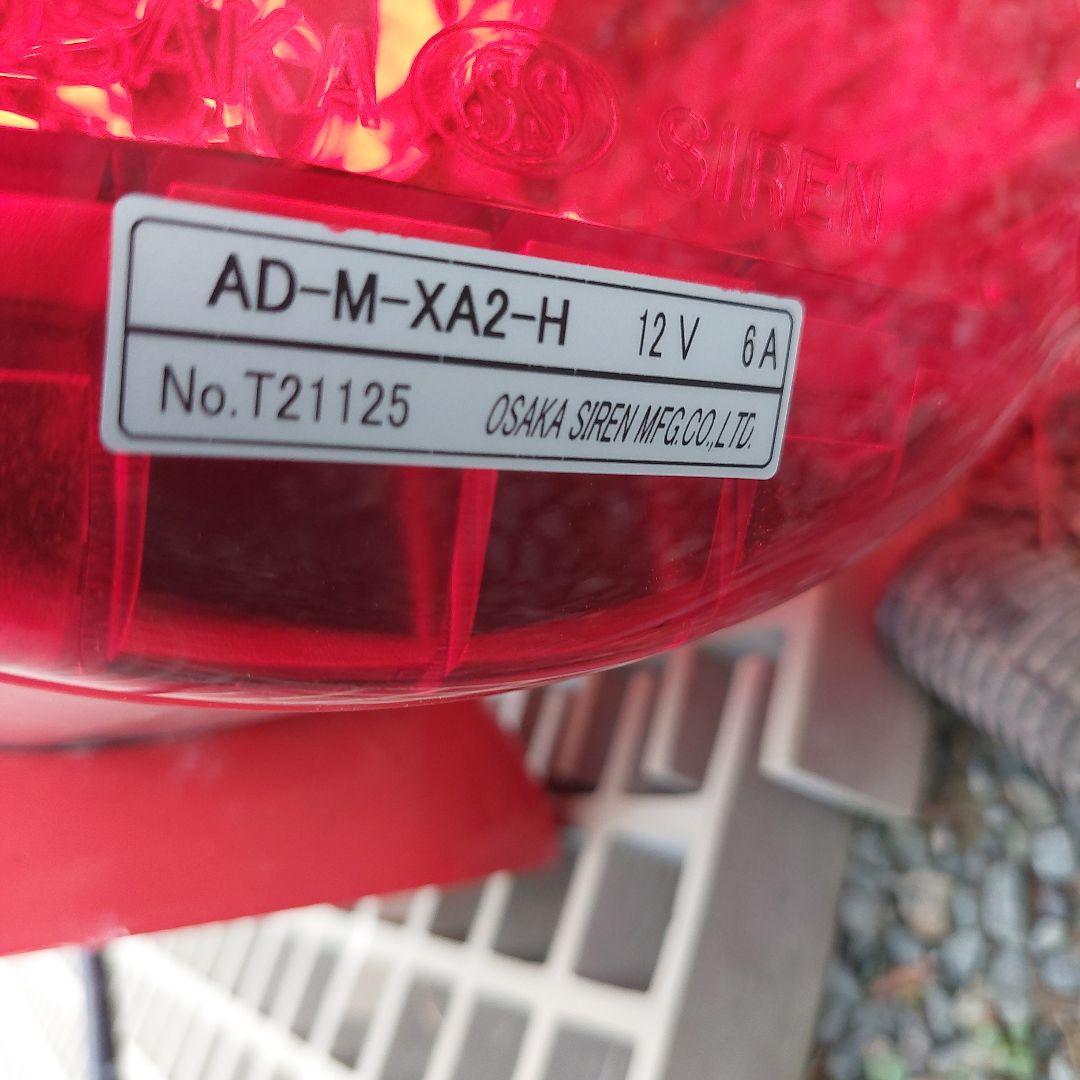 OSAKA SS SIREN
AD-M-XA2-H 12V 6A
No.T21125 OSAKA SIREN MFG.CO.,LTD.